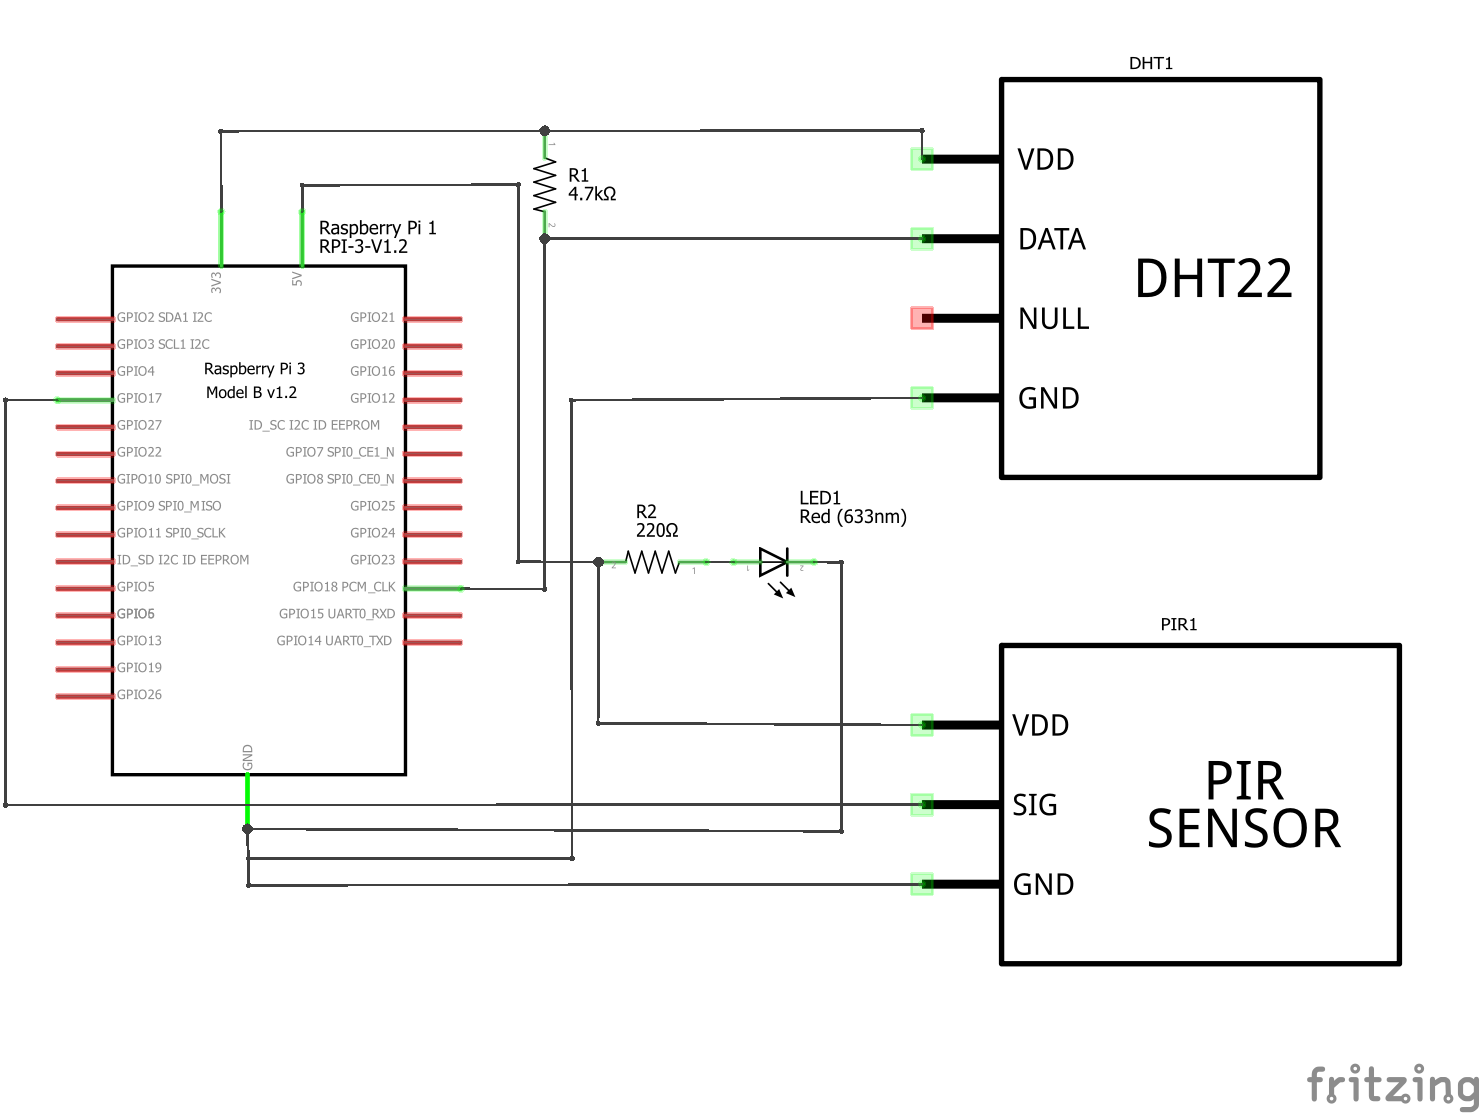 DHT1
VDD
DATA
DHT22
NULL
GND
1
R1
4.7kΩ
2
Raspberry Pi 1
RPI-3-V1.2
3V3
5V
GPIO2 SDA1 I2C
GPIO21
GPIO3 SCL1 I2C
GPIO20
GPIO4
GPIO16
Raspberry Pi 3
Model B v1.2
GPIO17
GPIO12
GPIO27
ID_SC I2C ID EEPROM
GPIO22
GPIO7 SPI0_CE1_N
GIPO10 SPI0_MOSI
GPIO8 SPI0_CE0_N
GPIO9 SPI0_MISO
GPIO25
GPIO11 SPI0_SCLK
GPIO24
ID_SD I2C ID EEPROM
GPIO23
GPIO5
GPIO18 PCM_CLK
GPIO6
GPIO15 UART0_RXD
GPIO13
GPIO14 UART0_TXD
GPIO19
GPIO26
GND
R2
220Ω
2
1
LED1
Red (633nm)
1
2
PIR1
VDD
PIR
SENSOR
SIG
GND
fritzing